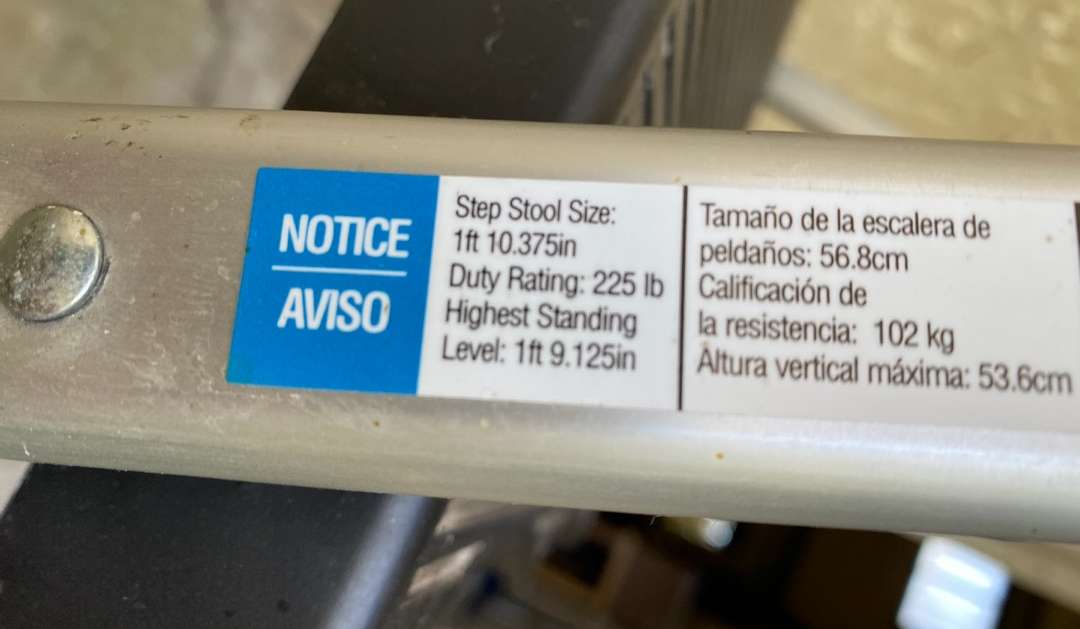 NOTICE
AVISO
Step Stool Size:
1ft 10.375in
Duty Rating: 225 lb
Highest Standing
Level: 1ft 9.125in
Tamaño de la escalera de
peldaños: 56.8cm
Calificación de
la resistencia: 102 kg
Altura vertical máxima: 53.6cm